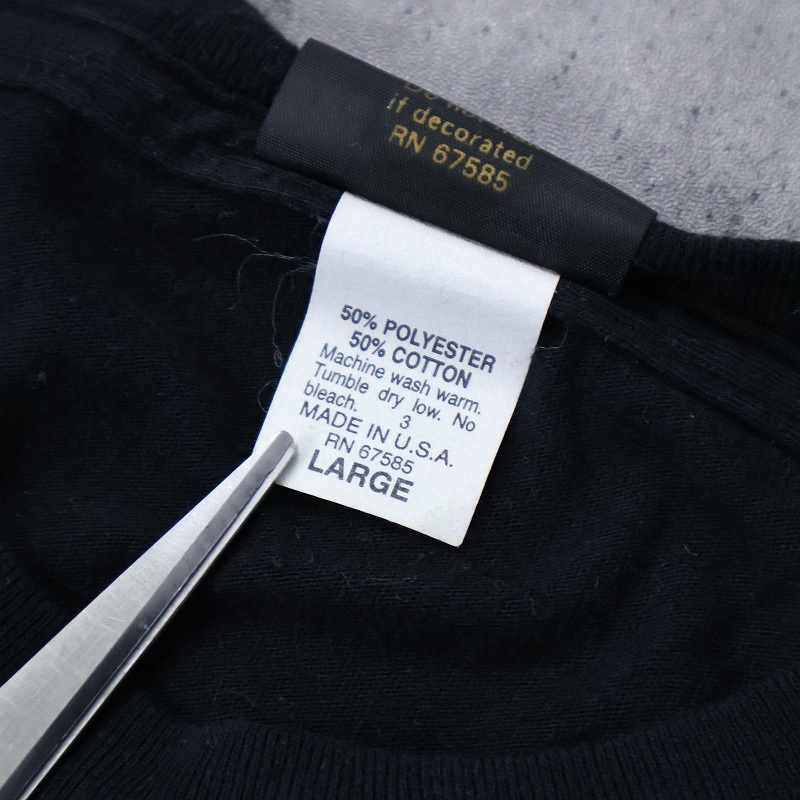 if decorated
RN 67585
50% POLYESTER
50% COTTON
Machine wash warm.
Tumble dry low. No
bleach. 3
MADE IN U.S.A.
RN 67585
LARGE